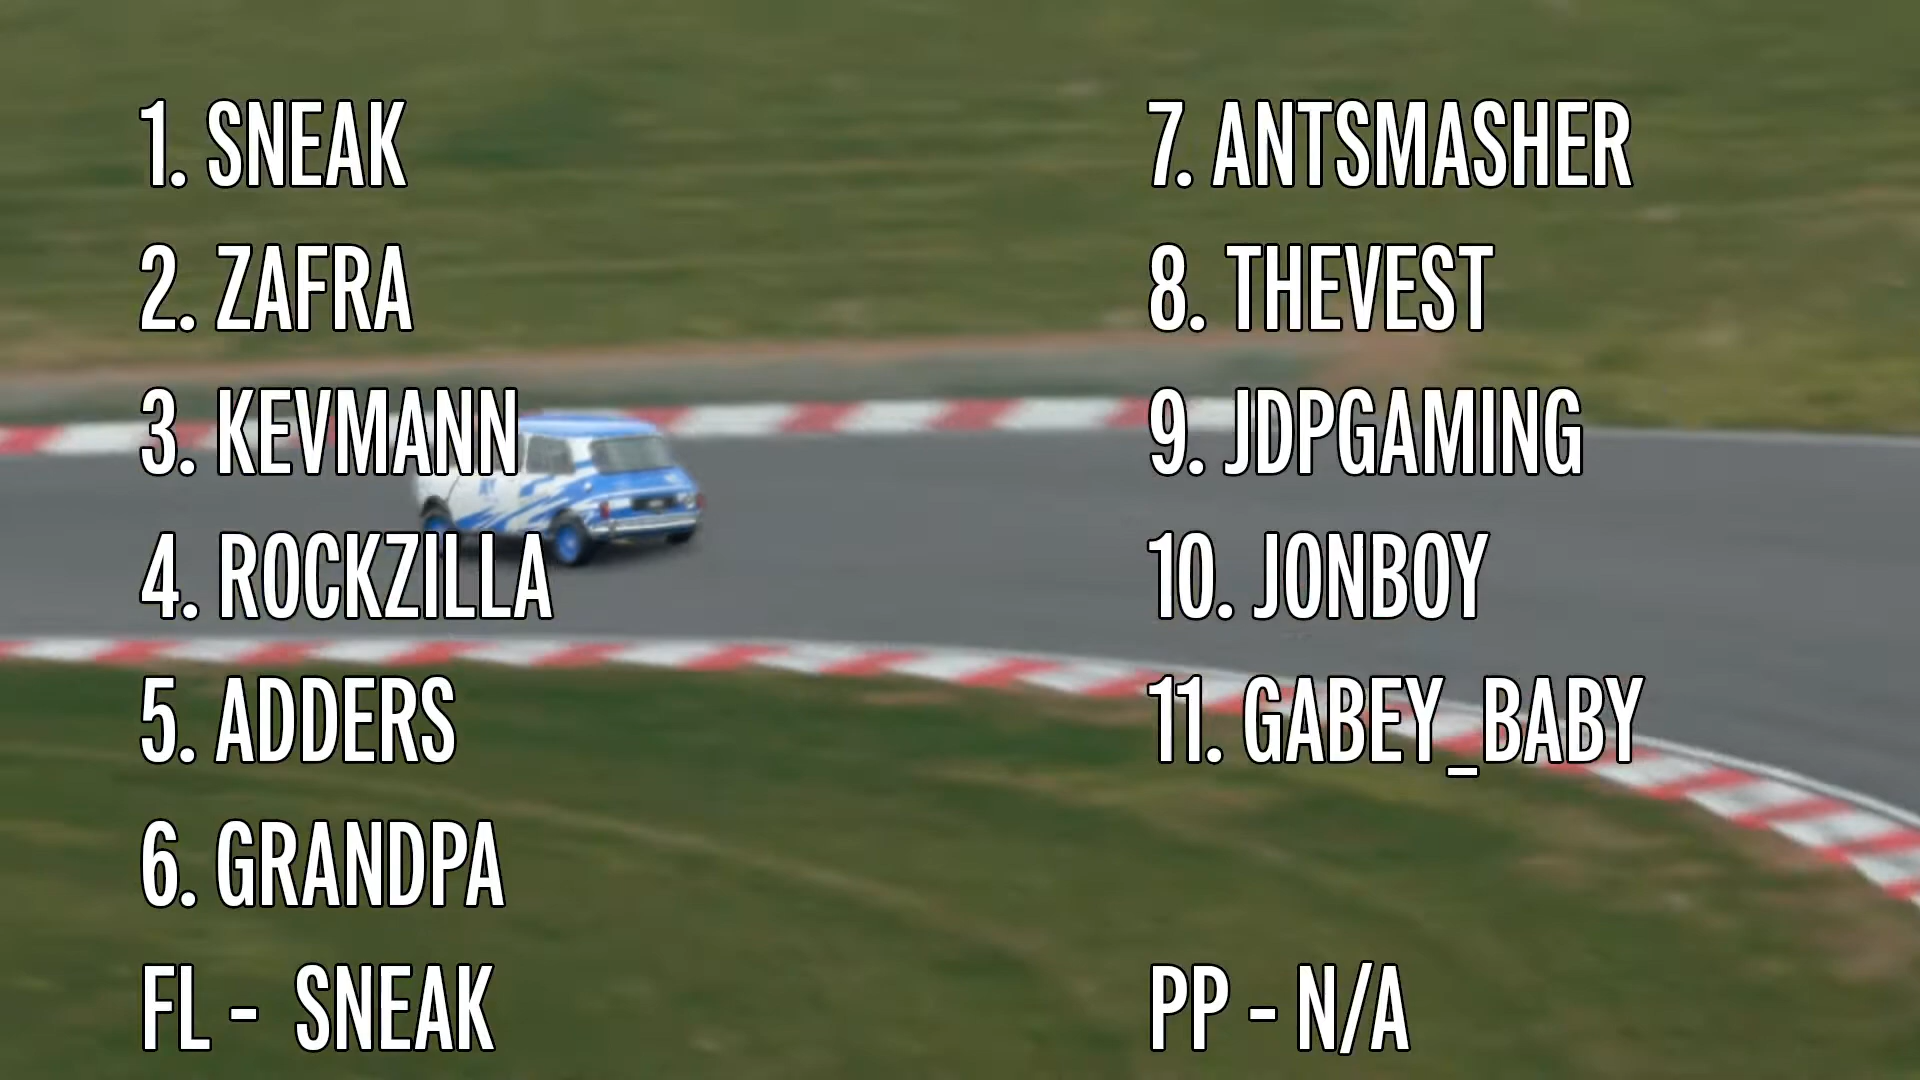 1. SNEAK
2. ZAFRA
3. KEVMANN
4. ROCKZILLA
5. ADDERS
6. GRANDPA
FL - SNEAK
7. ANTSMASHER
8. THEVEST
9. JDPGAMING
10. JONBOY
11. GABEY_BABY
PP - N/A